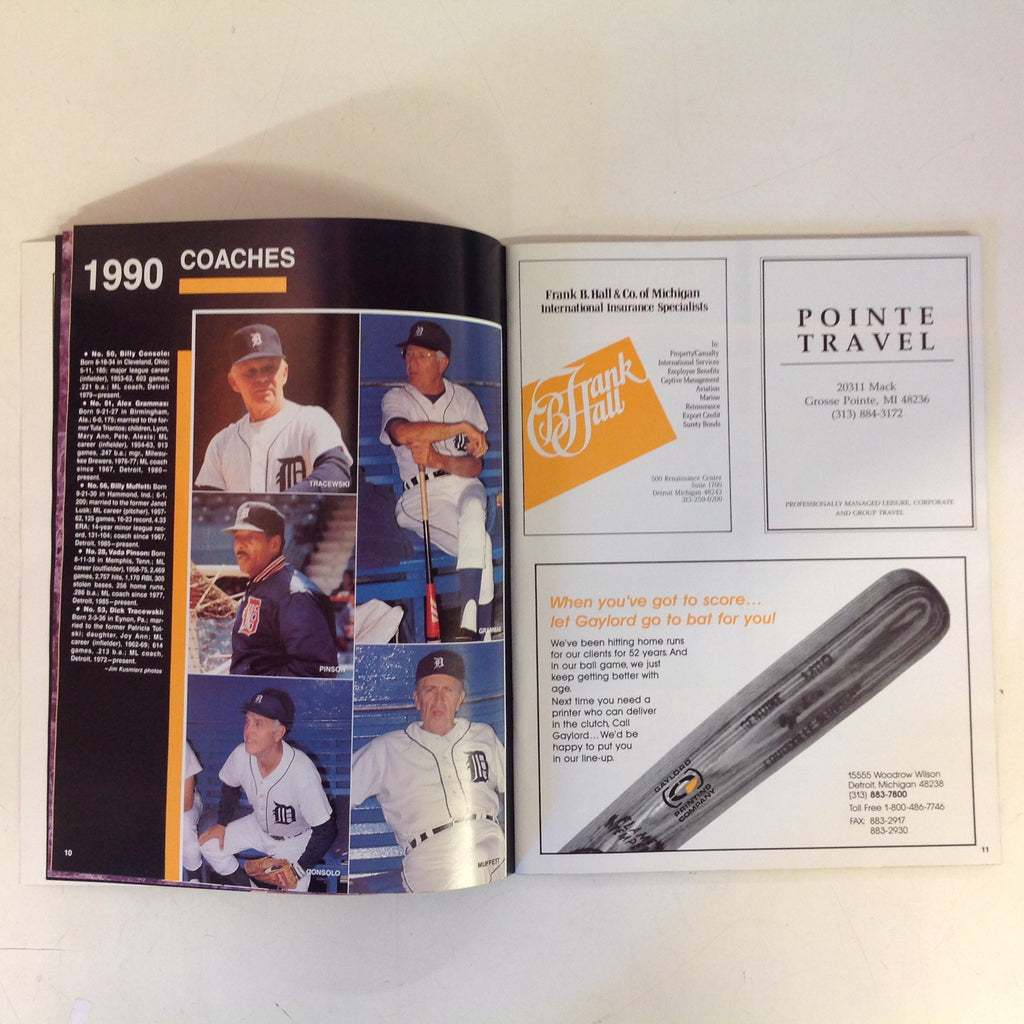 1990
COACHES
• No. 60, Billy Consolo:
Born 8-18-34 in Cleveland, Ohio;
5-11, 180; major league career
(infielder), 1953-62, 603 games,
.221 b.a.; ML coach, Detroit
1979—present.
• No. 51, Alex Grammas:
Born in Birmingham,
Ala.; 6-0, 175; married to the for-
mer Tula Triantos; children, Lynn,
Mary Ann, Pete, Alexis; ML
career (infielder), 1954-63, 913
games, .247 b.a.; mgr., Milwau-
kee Brewers, 1976-77; ML coach
since 1967, Detroit, 1980—
present.
• No. 56, Billy Muffett: Born
9-21-30 in Hammond, Ind.; 6-1,
200; married to the former Janet
Lusk; ML career (pitcher), 1957-
62, 125 games, 16-23 record, 4.33
ERA; 14-year minor league rec-
ord, 131-104; coach since 1967,
Detroit, 1985—present.
• No. 28, Vada Pinson: Born
8-11-38 in Memphis, Tenn.; ML
career (outfielder), 1958-75, 2,469
games, 2,757 hits, 1,170 RBI, 305
stolen bases, 256 home runs,
.286 b.a.; ML coach since 1977,
Detroit, 1985—present.
• No. 53, Dick Tracewski:
Born 2-3-35 in Eynon, Pa.; mar-
ried to the former Patricia Tot-
ski; daughter, Joy Ann; ML
career (infielder), 1962-69; 614
games, .213 b.a.; ML coach,
Detroit, 1972—present.
—Jim Kusmiers photos
TRACEWSKI
GRAMMAS
PINSON
CONSOLO
MUFFETT
10
Frank B. Hall & Co. of Michigan
International Insurance Specialists
Frank
B
Hall
In:
Property/Casualty
International Services
Employee Benefits
Captive Management
Aviation
Marine
Reinsurance
Export Credit
Surety Bonds
500 Renaissance Center
Suite 1700
Detroit Michigan 48243
313-259-0200
POINTE
TRAVEL
20311 Mack
Grosse Pointe, MI 48236
(313) 884-3172
PROFESSIONALLY MANAGED LEISURE, CORPORATE
AND GROUP TRAVEL
When you've got to score...
let Gaylord go to bat for you!
We've been hitting home runs
for our clients for 52 years. And
in our ball game, we just
keep getting better with
age.
Next time you need a
printer who can deliver
in the clutch, Call
Gaylord... We'd be
happy to put you
in our line-up.
GENUINE
LOUISVILLE
GAYLORD
PRINTING
COMPANY
15555 Woodrow Wilson
Detroit, Michigan 48238
(313) 883-7800
Toll Free 1-800-486-7746
FAX: 883-2917
883-2930
11